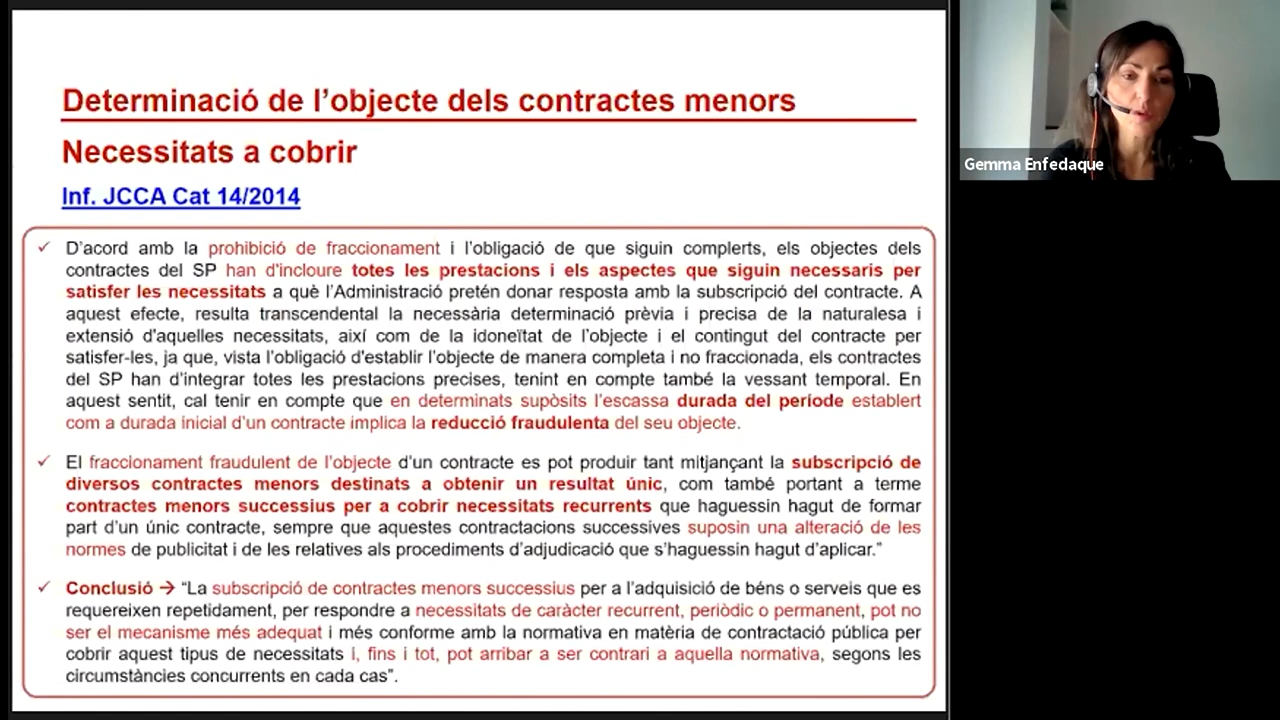 Determinació de l’objecte dels contractes menors
Necessitats a cobrir
Inf. JCCA Cat 14/2014
✓ D’acord amb la prohibició de fraccionament i l’obligació de que siguin complerts, els objectes dels
contractes del SP han d'incloure totes les prestacions i els aspectes que siguin necessaris per
satisfer les necessitats a què l’Administració pretén donar resposta amb la subscripció del contracte. A
aquest efecte, resulta transcendental la necessària determinació prèvia i precisa de la naturalesa i
extensió d'aquelles necessitats, així com de la idoneïtat de l’objecte i el contingut del contracte per
satisfer-les, ja que, vista l’obligació d'establir l’objecte de manera completa i no fraccionada, els contractes
del SP han d’integrar totes les prestacions precises, tenint en compte també la vessant temporal. En
aquest sentit, cal tenir en compte que en determinats supòsits l’escassa durada del període establert
com a durada inicial d’un contracte implica la reducció fraudulenta del seu objecte.
✓ El fraccionament fraudulent de l’objecte d’un contracte es pot produir tant mitjançant la subscripció de
diversos contractes menors destinats a obtenir un resultat únic, com també portant a terme
contractes menors successius per a cobrir necessitats recurrents que haguessin hagut de formar
part d’un únic contracte, sempre que aquestes contractacions successives suposin una alteració de les
normes de publicitat i de les relatives als procediments d’adjudicació que s’haguessin hagut d’aplicar.”
✓ Conclusió → “La subscripció de contractes menors successius per a l’adquisició de béns o serveis que es
requereixen repetidament, per respondre a necessitats de caràcter recurrent, periòdic o permanent, pot no
ser el mecanisme més adequat i més conforme amb la normativa en matèria de contractació pública per
cobrir aquest tipus de necessitats i, fins i tot, pot arribar a ser contrari a aquella normativa, segons les
circumstàncies concurrents en cada cas”.
Gemma Enfedaque